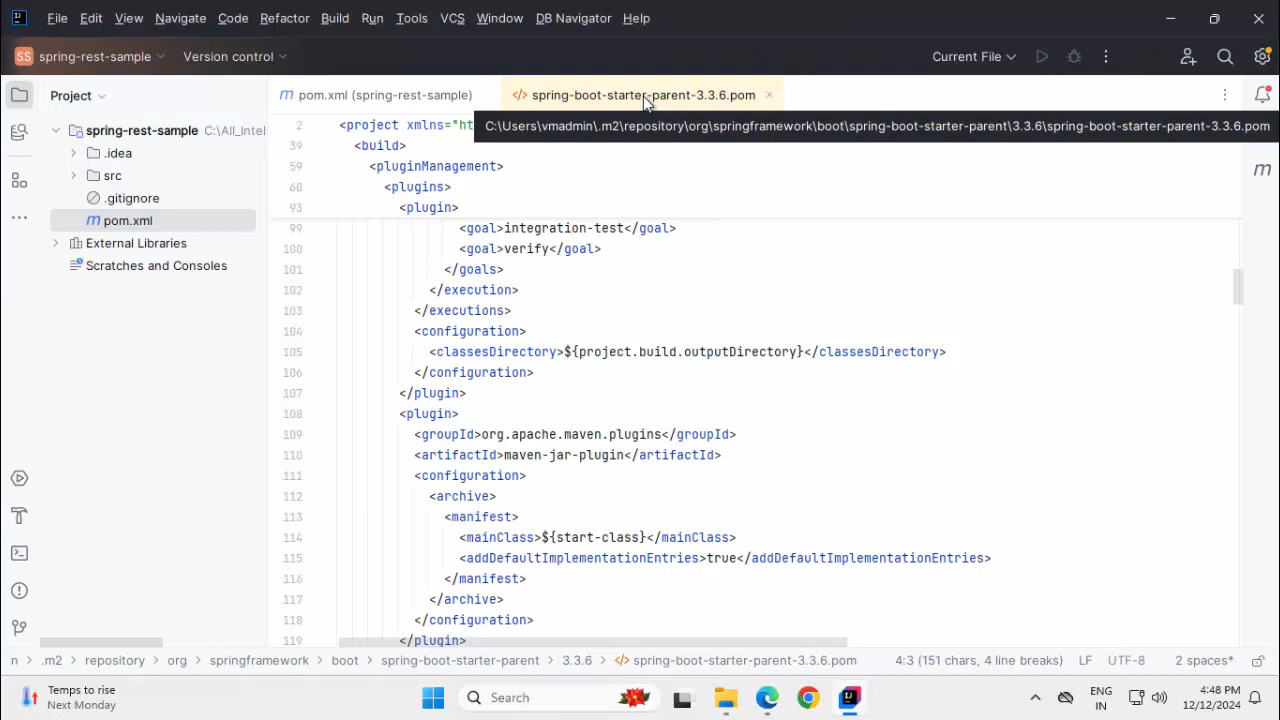 File Edit View Navigate Code Refactor Build Run Tools VCS Window DB Navigator Help
SS spring-rest-sample Version control Current File
Project
pom.xml (spring-rest-sample) spring-boot-starter-parent-3.3.6.pom
C:\Users\vmadmin\.m2\repository\org\springframework\boot\spring-boot-starter-parent\3.3.6\spring-boot-starter-parent-3.3.6.pom
spring-rest-sample C:\All_Intel
.idea
src
.gitignore
pom.xml
External Libraries
Scratches and Consoles
2 <project xmlns="ht
39 <build>
59 <pluginManagement>
60 <plugins>
93 <plugin>
99 <goal>integration-test</goal>
100 <goal>verify</goal>
101 </goals>
102 </execution>
103 </executions>
104 <configuration>
105 <classesDirectory>${project.build.outputDirectory}</classesDirectory>
106 </configuration>
107 </plugin>
108 <plugin>
109 <groupId>org.apache.maven.plugins</groupId>
110 <artifactId>maven-jar-plugin</artifactId>
111 <configuration>
112 <archive>
113 <manifest>
114 <mainClass>${start-class}</mainClass>
115 <addDefaultImplementationEntries>true</addDefaultImplementationEntries>
116 </manifest>
117 </archive>
118 </configuration>
119 </plugin>
n > .m2 > repository > org > springframework > boot > spring-boot-starter-parent > 3.3.6 > spring-boot-starter-parent-3.3.6.pom 4:3 (151 chars, 4 line breaks) LF UTF-8 2 spaces*
Temps to rise
Next Monday
Search
ENG
IN
4:48 PM
12/12/2024